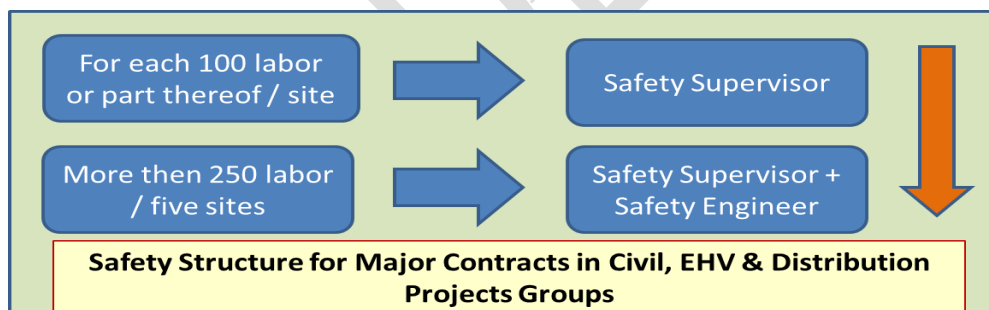 For each 100 labor
or part thereof / site
Safety Supervisor
More then 250 labor
/ five sites
Safety Supervisor +
Safety Engineer
Safety Structure for Major Contracts in Civil, EHV & Distribution
Projects Groups